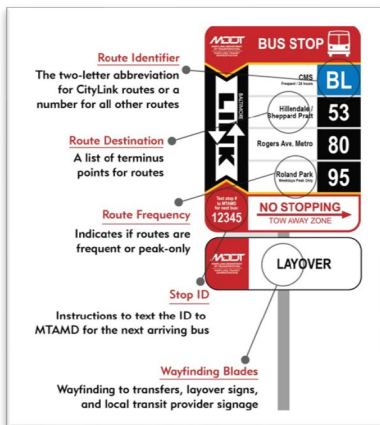 Route Identifier
The two-letter abbreviation
for CityLink routes or a
number for all other routes
Route Destination
A list of terminus
points for routes
Route Frequency
Indicates if routes are
frequent or peak-only
Stop ID
Instructions to text the ID to
MTAMD for the next arriving bus
Wayfinding Blades
Wayfinding to transfers, layover signs,
and local transit provider signage
MDOT
BUS STOP
BALTIMORE
LINK
CMS
Frequent / 24 hours
BL
Hillendale /
Sheppard Pratt
53
Rogers Ave. Metro
80
Roland Park
Weekdays Peak Only
95
Text stop #
to MTAMD
for next bus:
12345
NO STOPPING
TOW AWAY ZONE
MDOT
LAYOVER